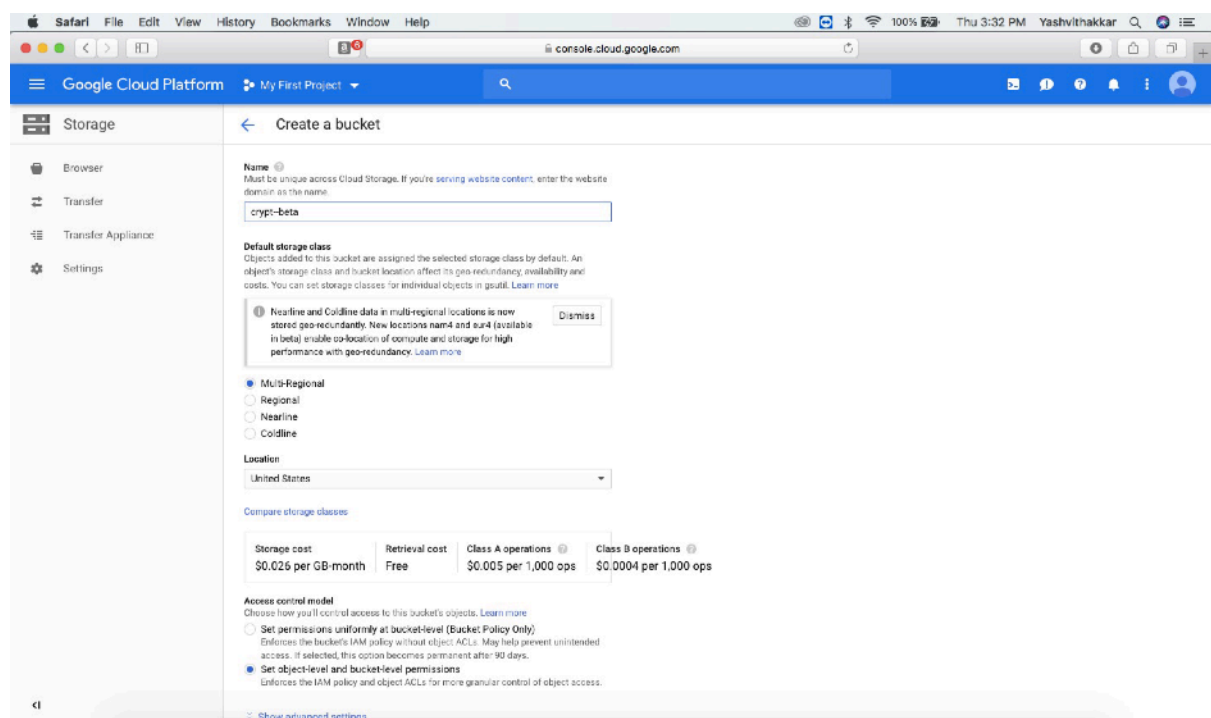 Safari File Edit View History Bookmarks Window Help 100% Thu 3:32 PM Yashvithakkar
console.cloud.google.com
Google Cloud Platform My First Project
Storage
Create a bucket
Browser
Transfer
Transfer Appliance
Settings
Name
Must be unique across Cloud Storage. If you're serving website content, enter the website
domain as the name.
crypt--beta
Default storage class
Objects added to this bucket are assigned the selected storage class by default. An
object's storage class and bucket location affect its geo-redundancy, availability and
costs. You can set storage classes for individual objects in gsutil. Learn more
Nearline and Coldline data in multi-regional locations is now
stored geo-redundantly. New locations nam4 and eur4 (available
in beta) enable co-location of compute and storage for high
performance with geo-redundancy. Learn more
Dismiss
Multi-Regional
Regional
Nearline
Coldline
Location
United States
Compare storage classes
Storage cost Retrieval cost Class A operations Class B operations
$0.026 per GB-month Free $0.005 per 1,000 ops $0.0004 per 1,000 ops
Access control model
Choose how you'll control access to this bucket's objects. Learn more
Set permissions uniformly at bucket-level (Bucket Policy Only)
Enforces the bucket's IAM policy without object ACLs. May help prevent unintended
access. If selected, this option becomes permanent after 90 days.
Set object-level and bucket-level permissions
Enforces the IAM policy and object ACLs for more granular control of object access.
Show advanced settings